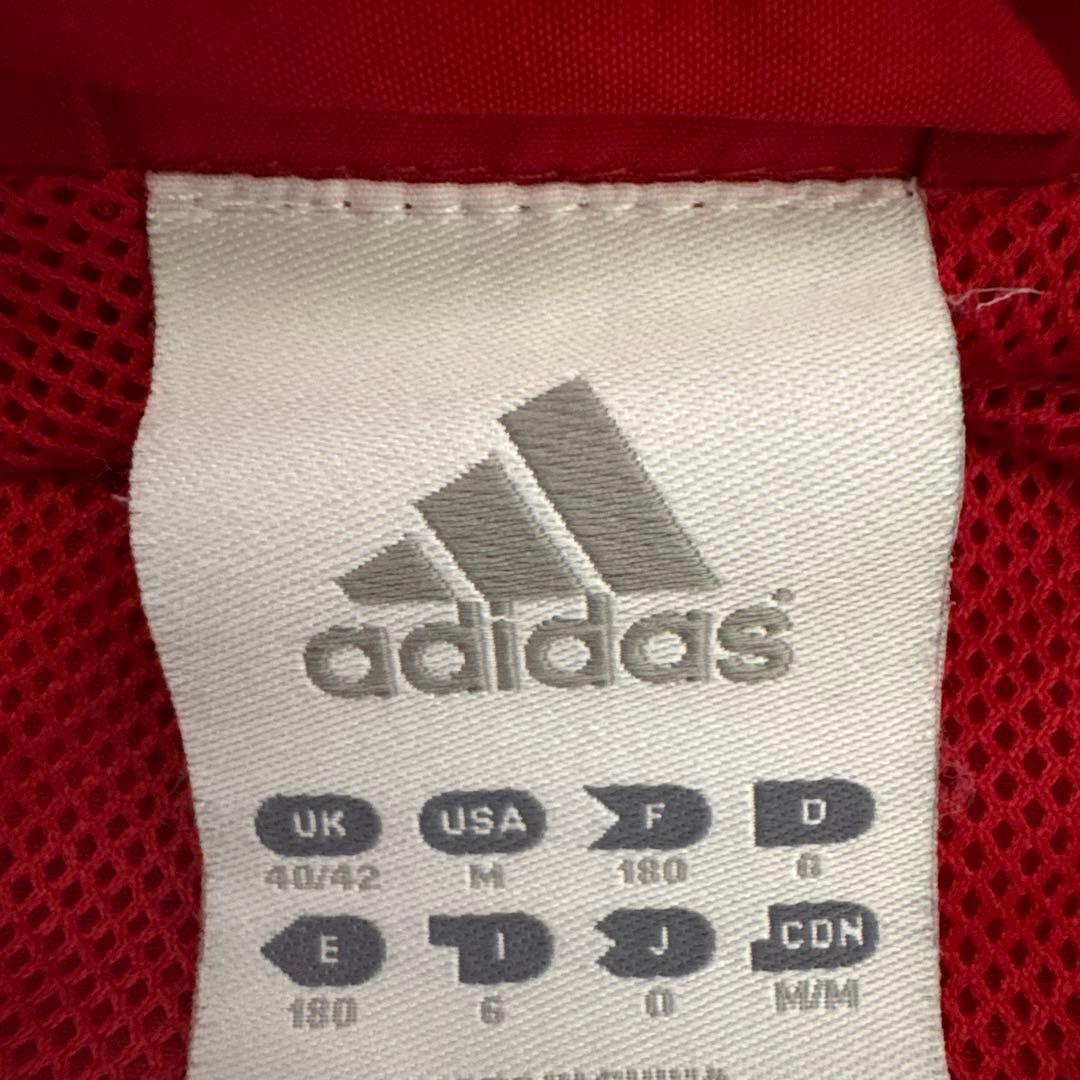 adidas
UK USA F D
40/42 M 180 6
E I J CDN
180 6 O M/M